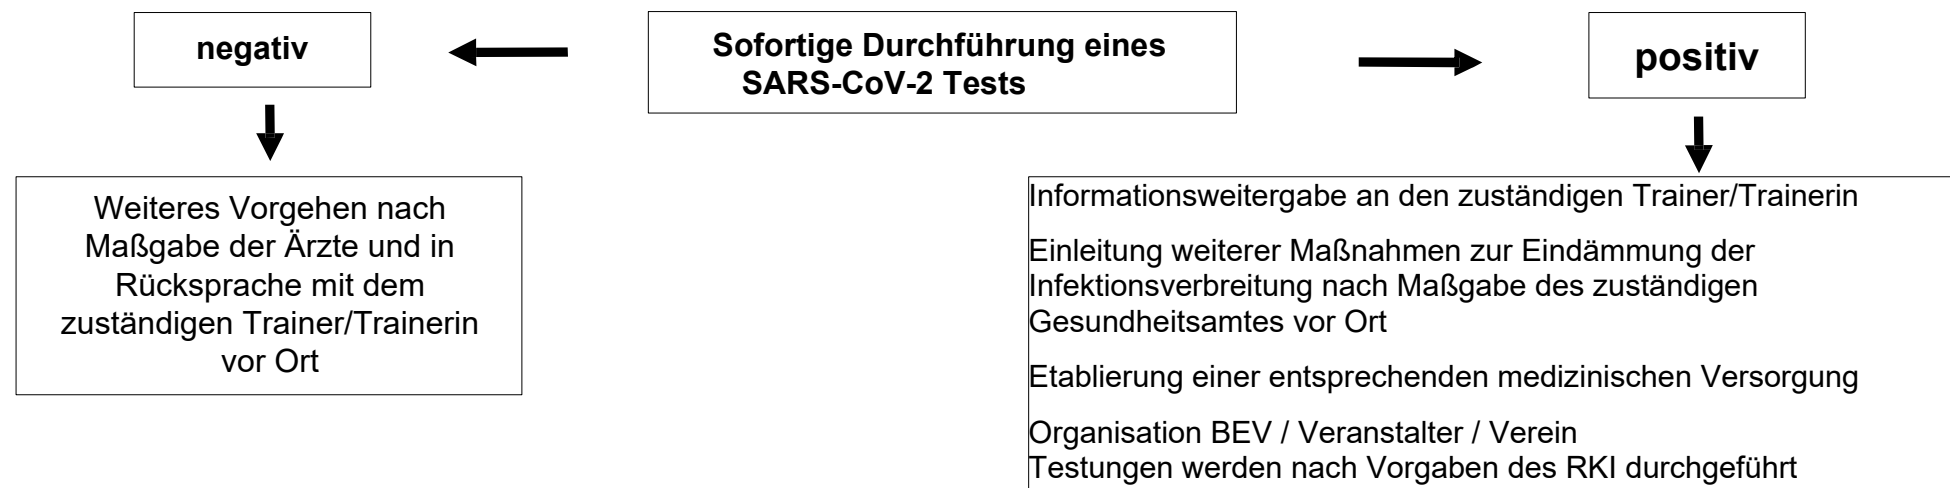 negativ
Sofortige Durchführung eines
SARS-CoV-2 Tests
positiv
Weiteres Vorgehen nach
Maßgabe der Ärzte und in
Rücksprache mit dem
zuständigen Trainer/Trainerin
vor Ort
Informationsweitergabe an den zuständigen Trainer/Trainerin
Einleitung weiterer Maßnahmen zur Eindämmung der
Infektionsverbreitung nach Maßgabe des zuständigen
Gesundheitsamtes vor Ort
Etablierung einer entsprechenden medizinischen Versorgung
Organisation BEV / Veranstalter / Verein
Testungen werden nach Vorgaben des RKI durchgeführt